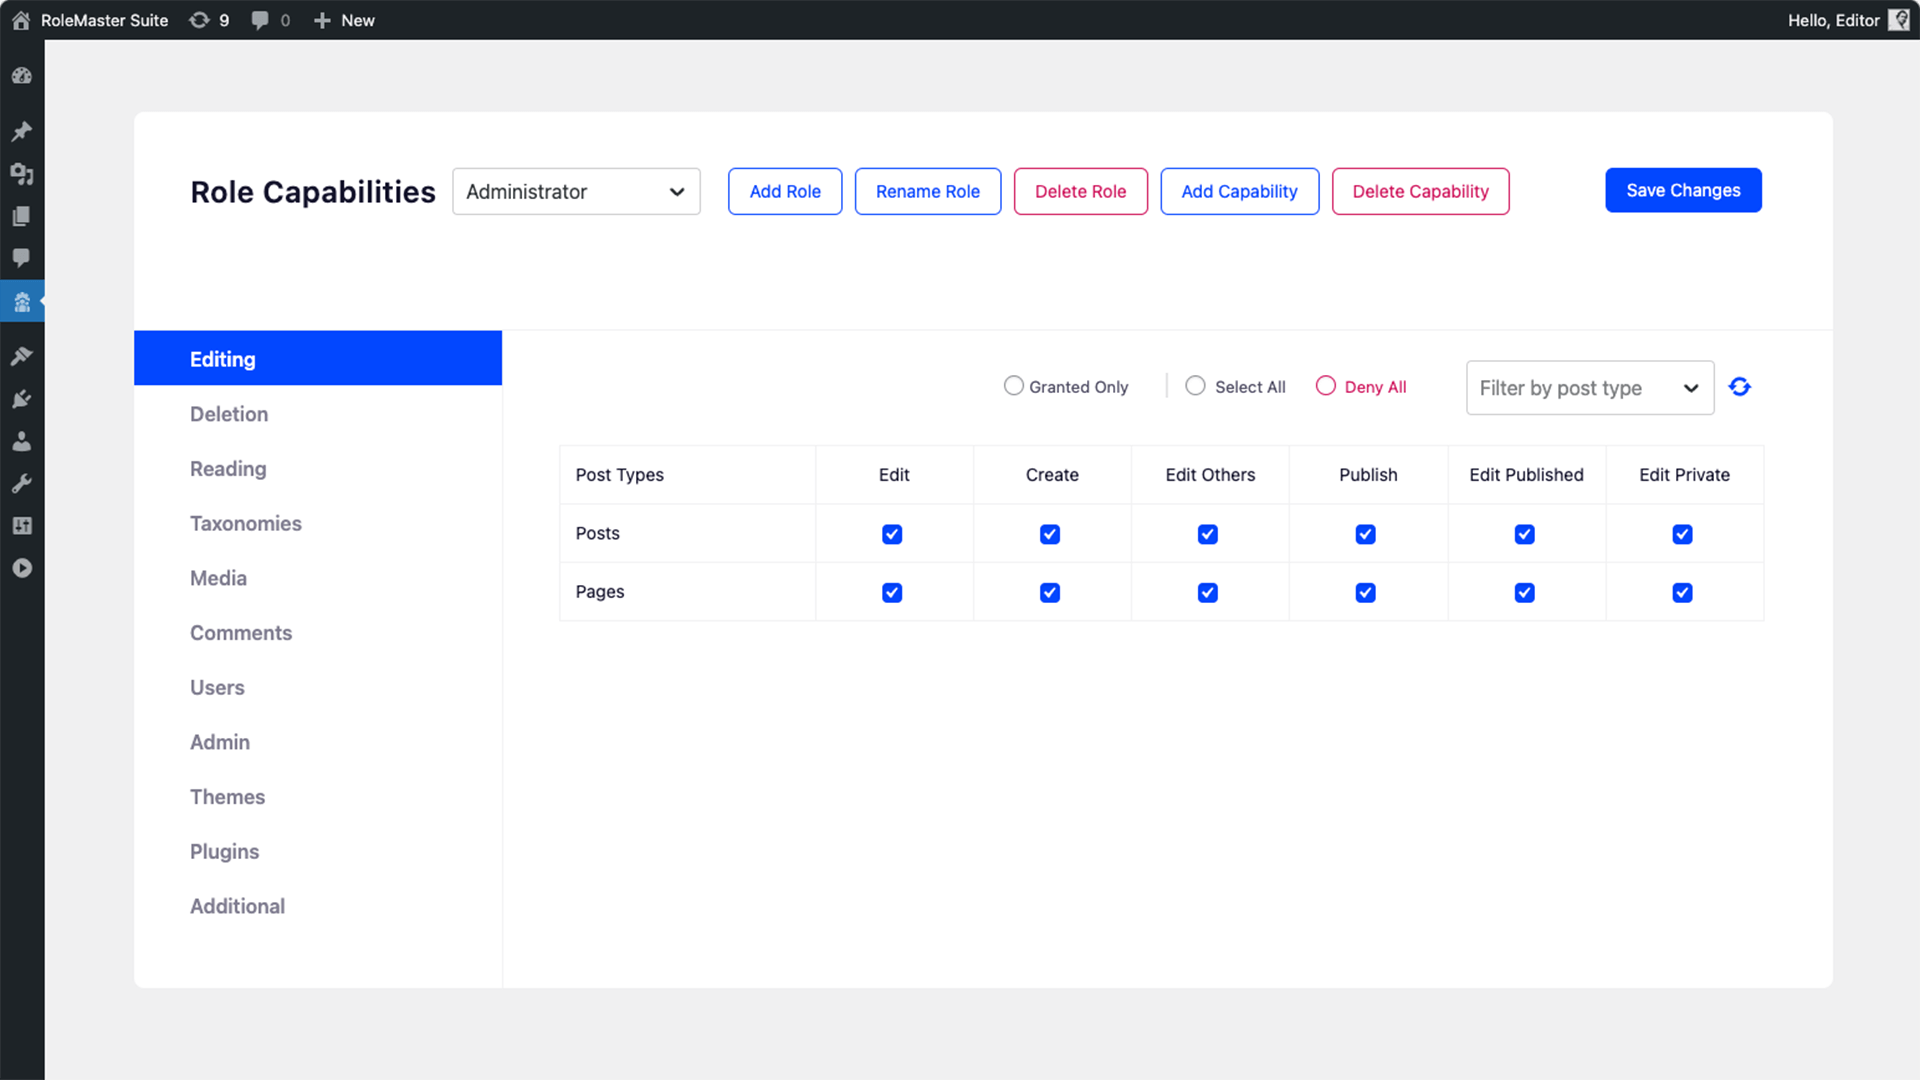 RoleMaster Suite 9 0 New Hello, Editor
Role Capabilities Administrator Add Role Rename Role Delete Role Add Capability Delete Capability Save Changes
Editing
Deletion
Reading
Taxonomies
Media
Comments
Users
Admin
Themes
Plugins
Additional
Granted Only Select All Deny All Filter by post type
Post Types Edit Create Edit Others Publish Edit Published Edit Private
Posts
Pages